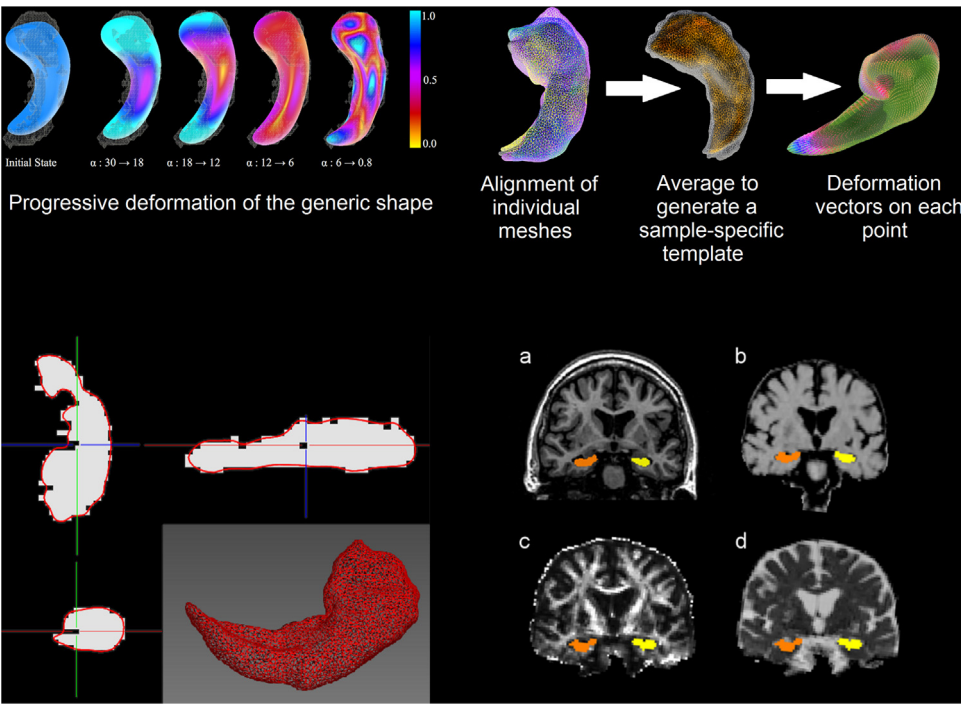 1.0
0.5
0.0
Initial State
α : 30 → 18
α : 18 → 12
α : 12 → 6
α : 6 → 0.8
Progressive deformation of the generic shape
Alignment of
individual
meshes
Average to
generate a
sample-specific
template
Deformation
vectors on each
point
a
b
c
d